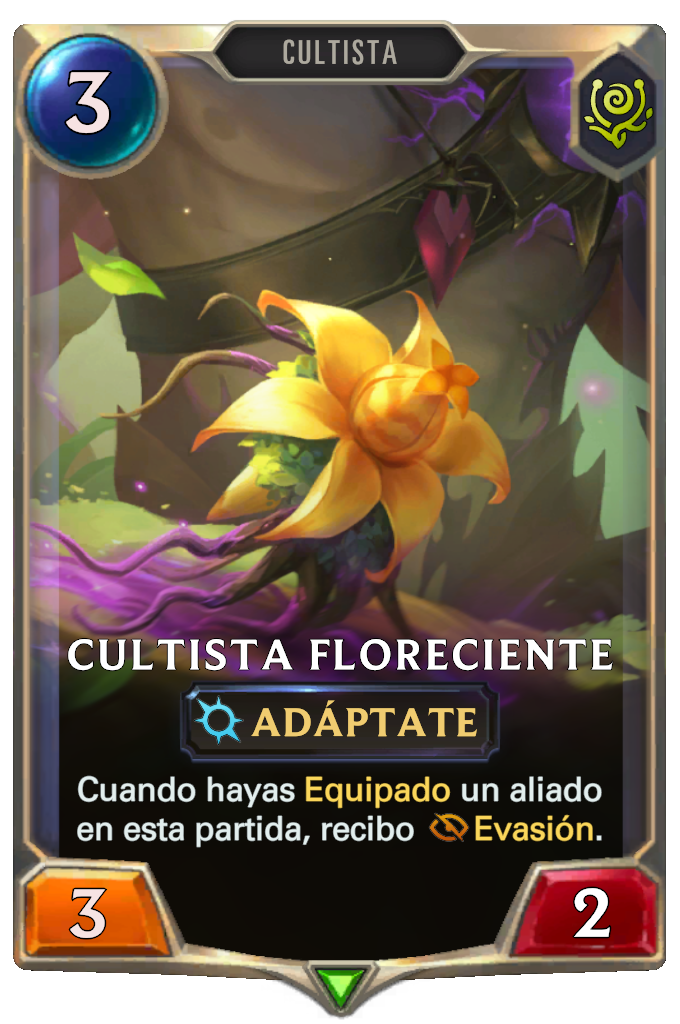 CULTISTA
3
CULTISTA FLORECIENTE
ADÁPTATE
Cuando hayas Equipado un aliado
en esta partida, recibo Evasión.
3
2